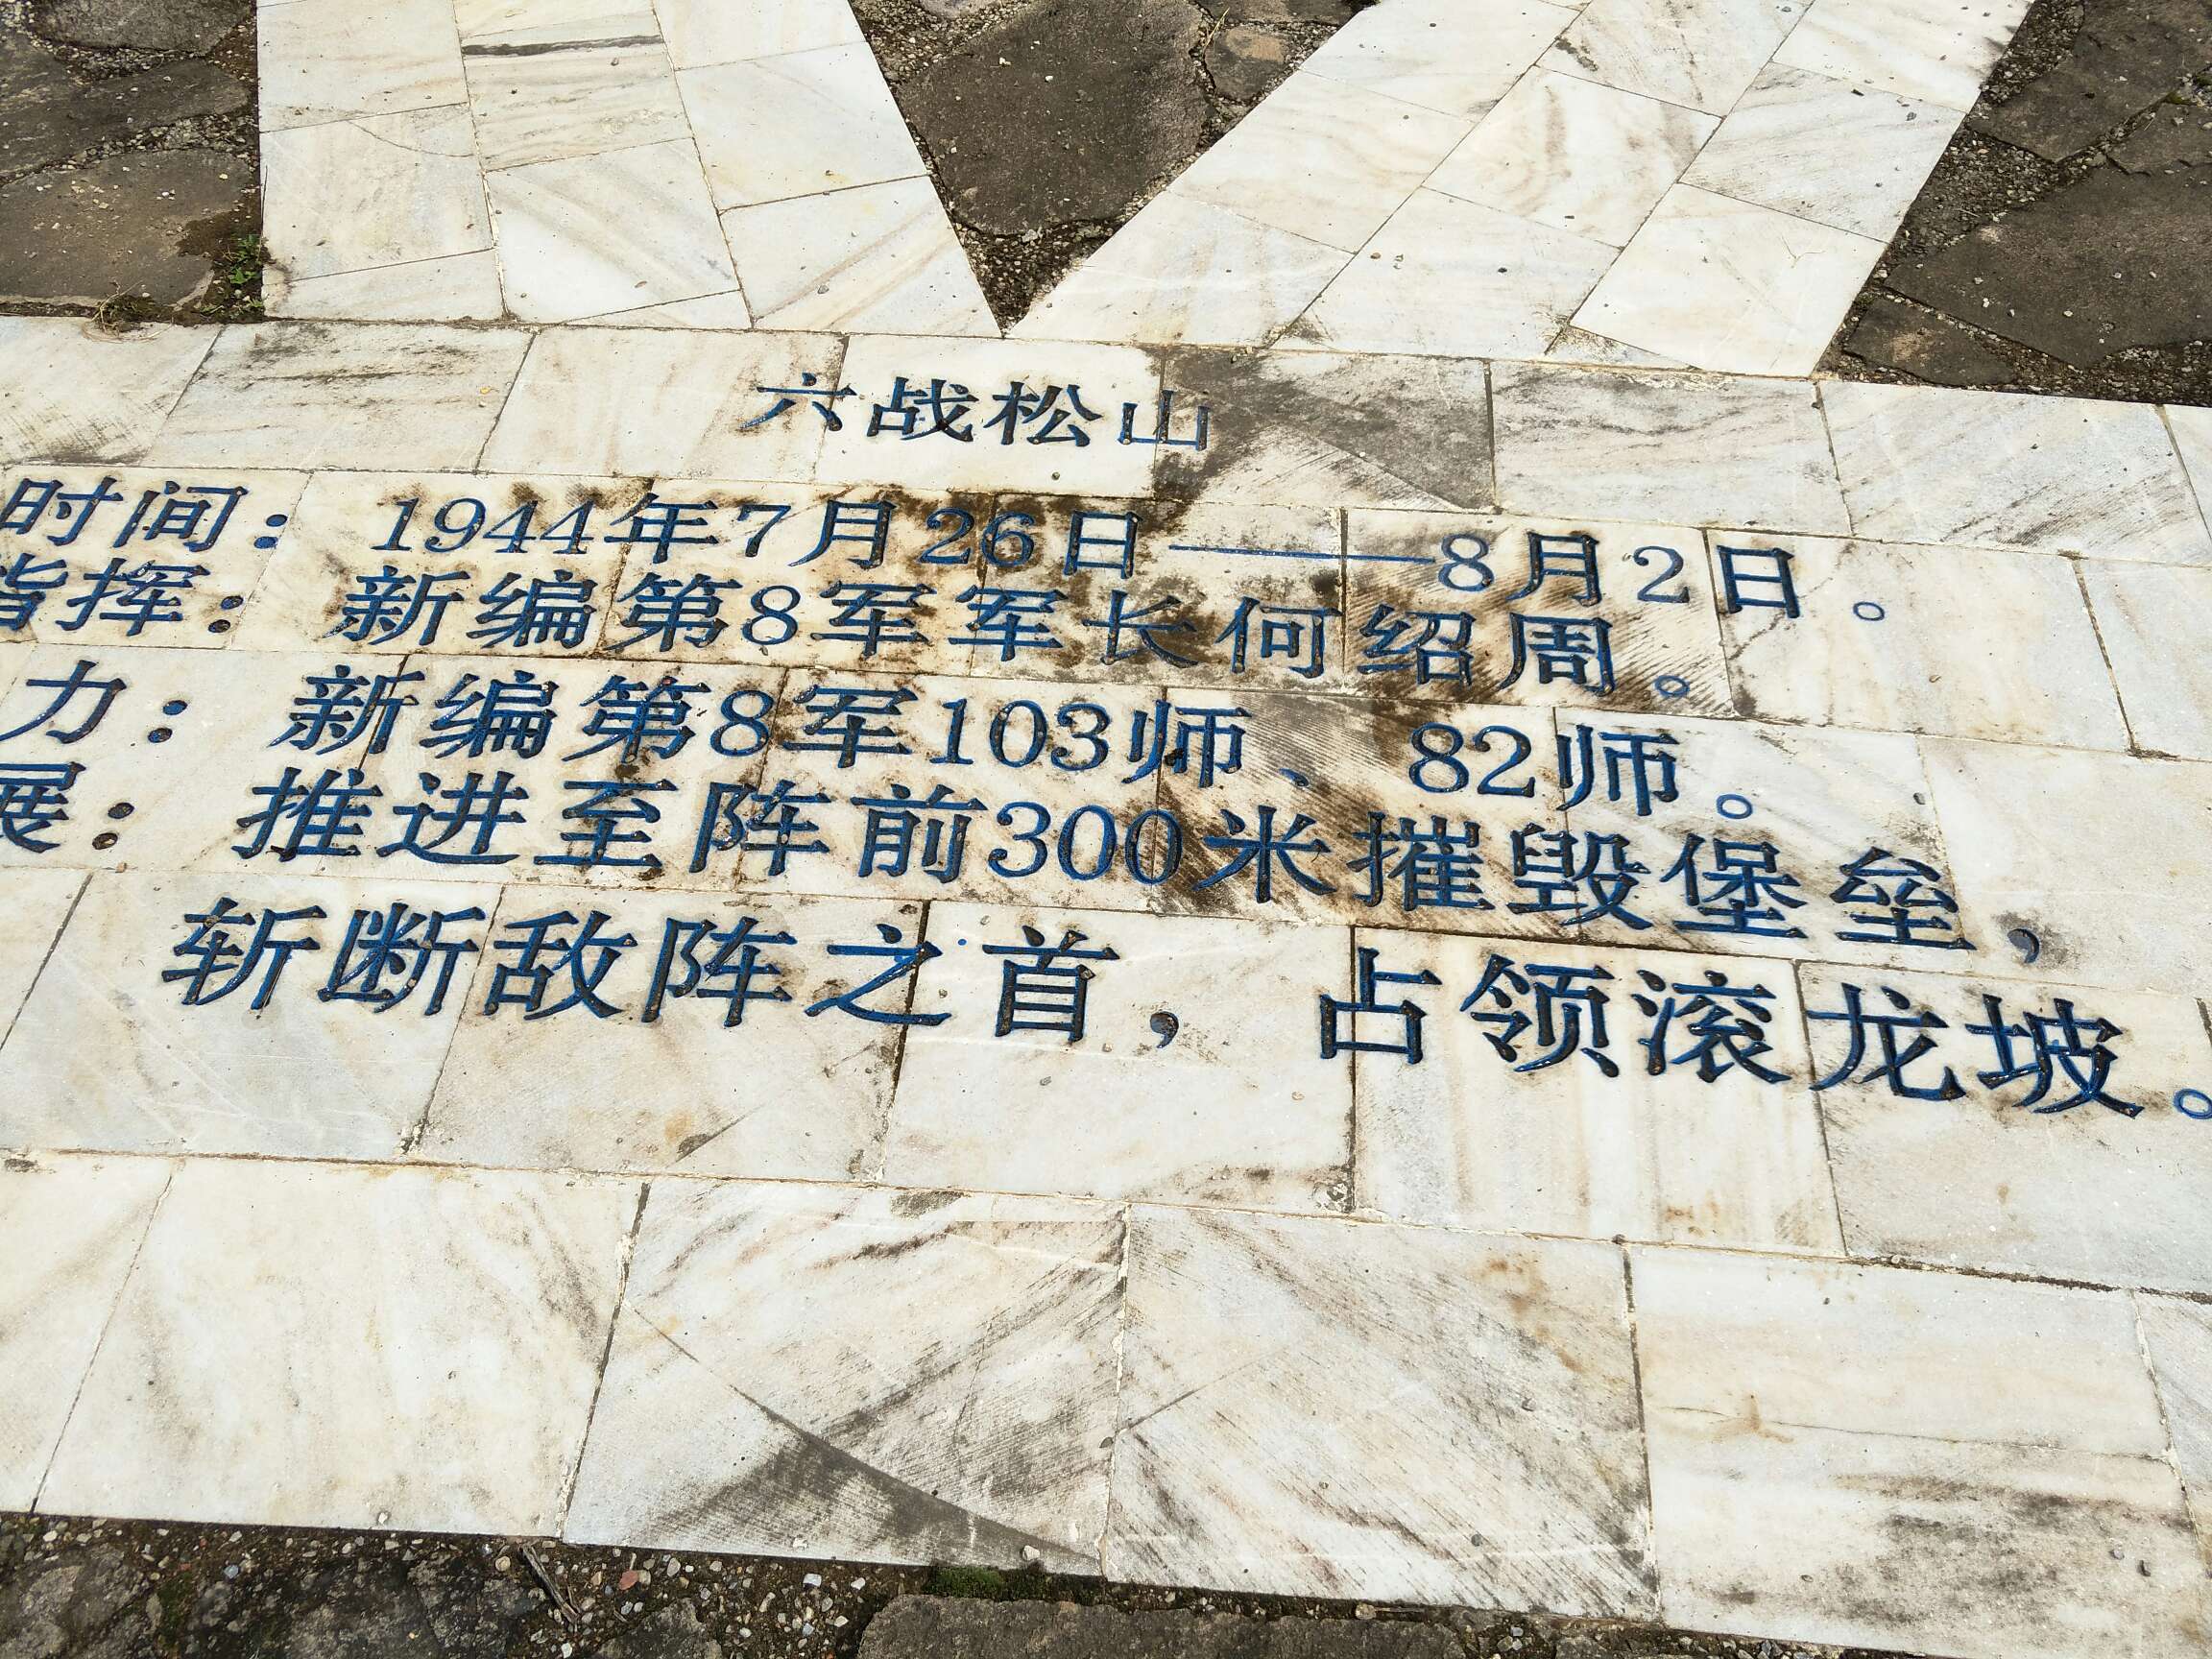 六战松山
时间：1944年7月26日——8月2日。
指挥：新编第8军军长何绍周。
力：新编第8军103师、82师。
展：推进至阵前300米摧毁堡垒，
斩断敌阵之首，占领滚龙坡。